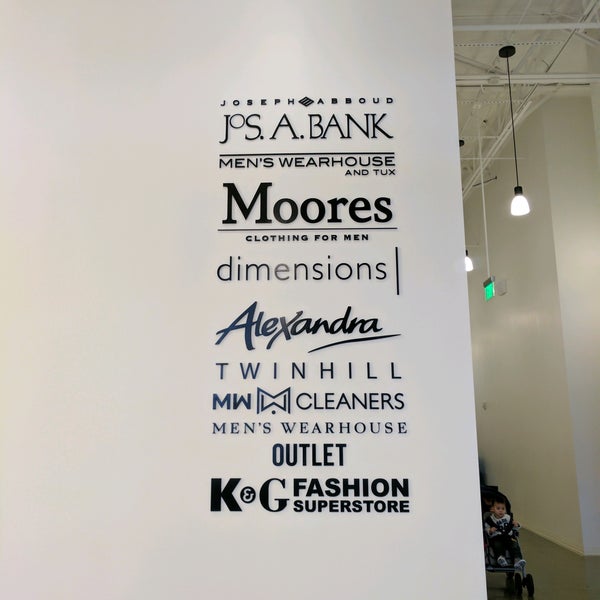 JOSEPH ABBOUD
JOS. A. BANK
MEN'S WEARHOUSE
AND TUX
Moores
CLOTHING FOR MEN
dimensions
Alexandra
TWINHILL
MW CLEANERS
MEN'S WEARHOUSE
OUTLET
K&G FASHION
SUPERSTORE